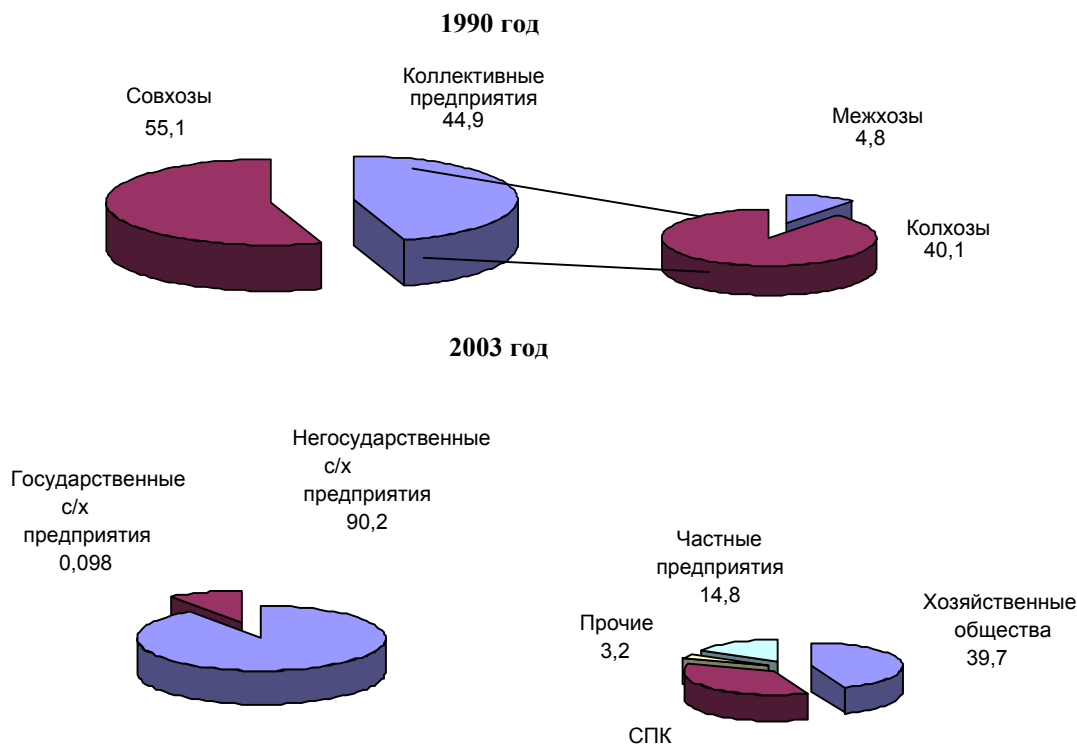 1990 год
Совхозы
55,1
Коллективные
предприятия
44,9
Межхозы
4,8
Колхозы
40,1
2003 год
Государственные
с/х
предприятия
0,098
Негосударственные
с/х
предприятия
90,2
Частные
предприятия
14,8
Прочие
3,2
Хозяйственные
общества
39,7
СПК